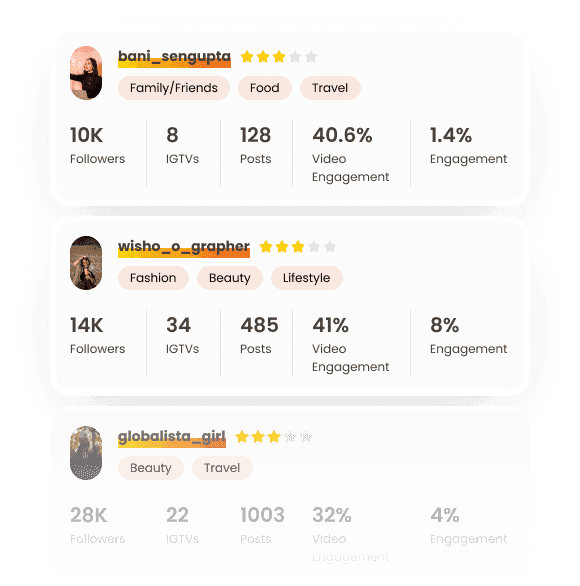 bani_sengupta
Family/Friends Food Travel
10K 8 128 40.6% 1.4%
Followers IGTVs Posts Video Engagement
Engagement
wisho_o_grapher
Fashion Beauty Lifestyle
14K 34 485 41% 8%
Followers IGTVs Posts Video Engagement
Engagement
globalista_girl
Beauty Travel
28K 22 1003 32% 4%
Followers IGTVs Posts Video Engagement
Engagement